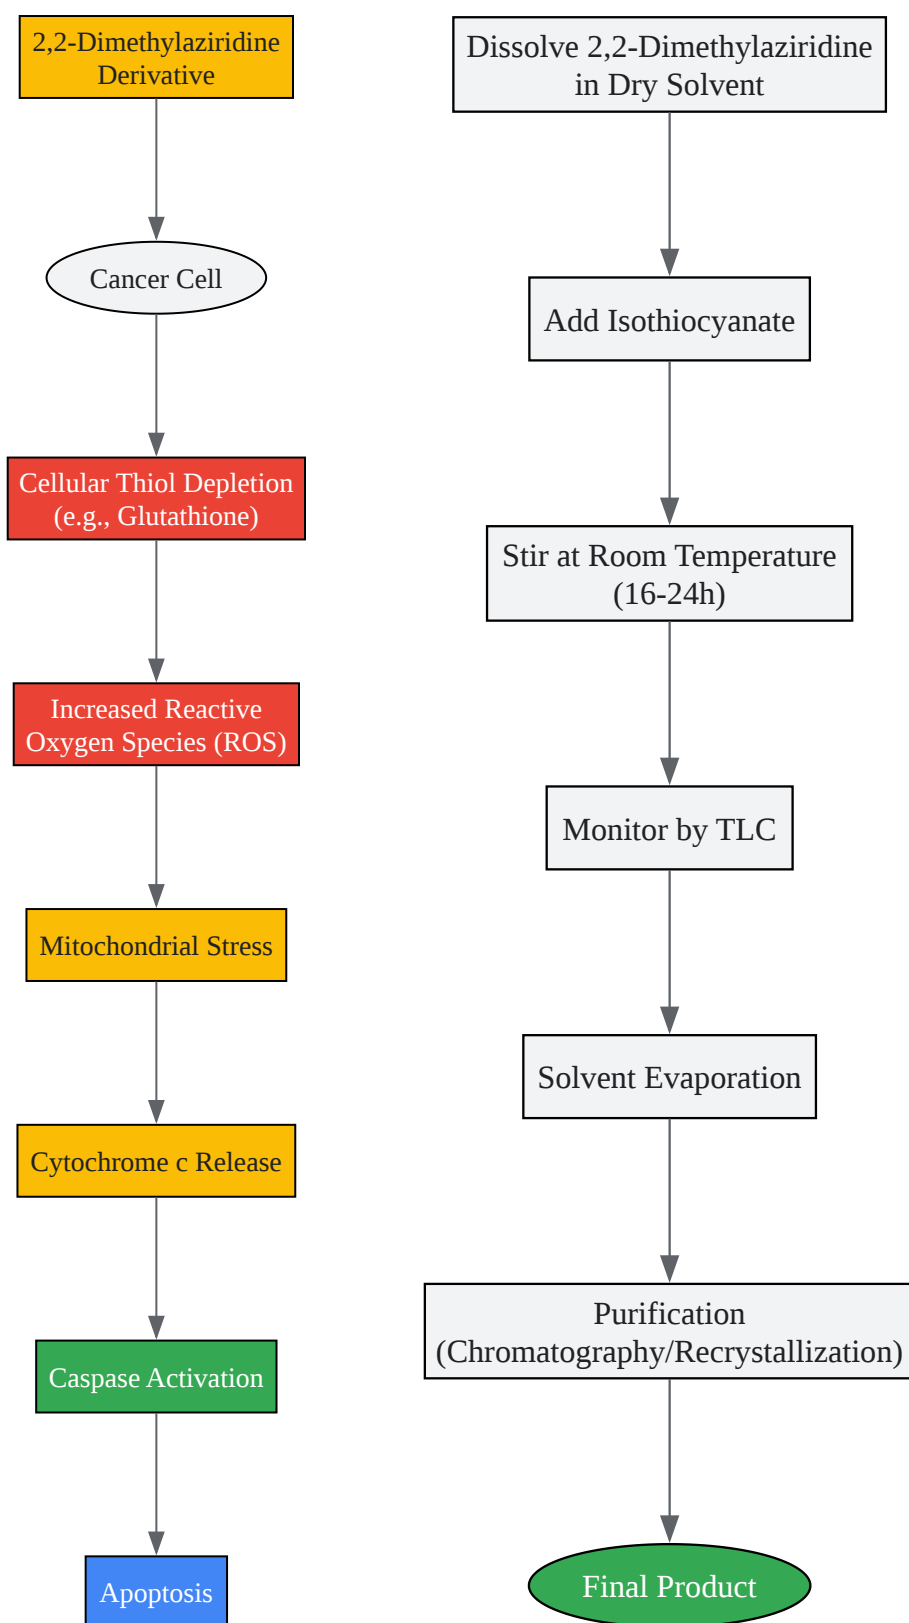 2,2-Dimethylaziridine
Derivative
Cancer Cell
Cellular Thiol Depletion
(e.g., Glutathione)
Increased Reactive
Oxygen Species (ROS)
Mitochondrial Stress
Cytochrome c Release
Caspase Activation
Apoptosis
Dissolve 2,2-Dimethylaziridine
in Dry Solvent
Add Isothiocyanate
Stir at Room Temperature
(16-24h)
Monitor by TLC
Solvent Evaporation
Purification
(Chromatography/Recrystallization)
Final Product